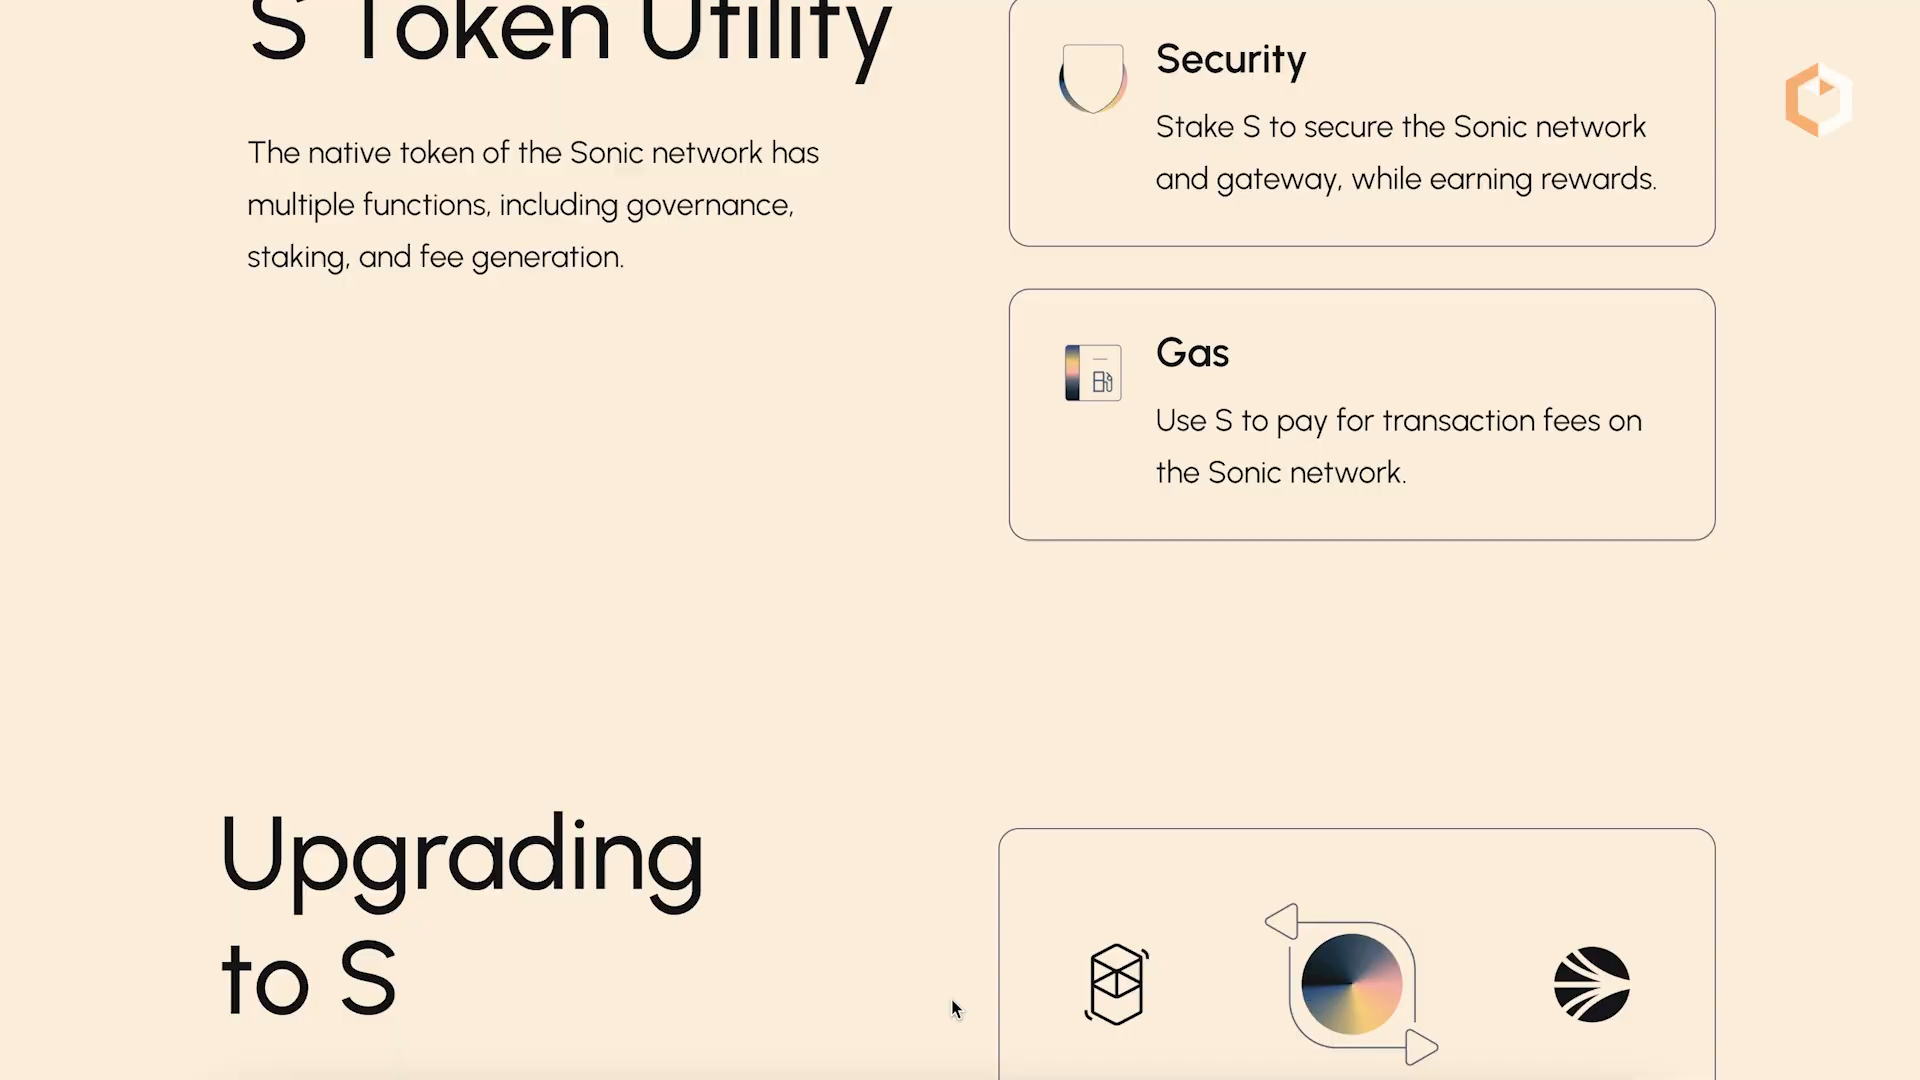 S Token Utility
The native token of the Sonic network has
multiple functions, including governance,
staking, and fee generation.
Security
Stake S to secure the Sonic network
and gateway, while earning rewards.
Gas
Use S to pay for transaction fees on
the Sonic network.
Upgrading
to S